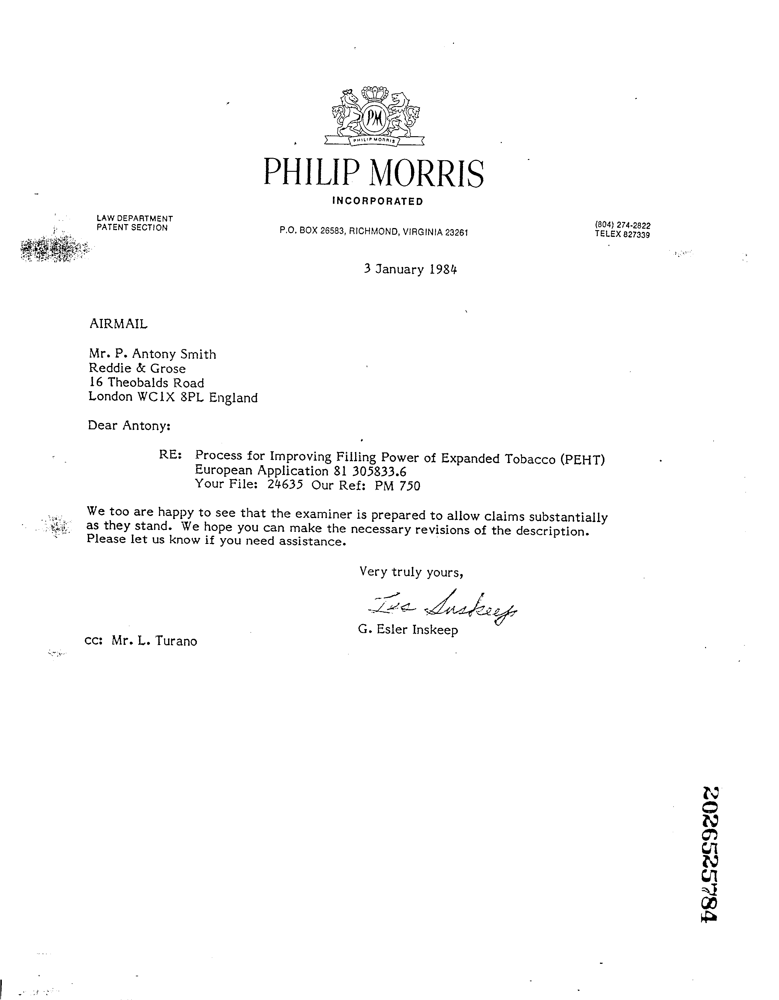 PM
PHILIP MORRIS
PHILIP MORRIS
INCORPORATED
LAW DEPARTMENT
PATENT SECTION
P.O. BOX 26583, RICHMOND, VIRGINIA 23261
(804) 274-2822
TELEX 827339
3 January 1984
AIRMAIL
Mr. P. Antony Smith
Reddie & Grose
16 Theobalds Road
London WC1X 8PL England
Dear Antony:
RE: Process for Improving Filling Power of Expanded Tobacco (PEHT)
European Application 81 305833.6
Your File: 24635 Our Ref: PM 750
We too are happy to see that the examiner is prepared to allow claims substantially
as they stand. We hope you can make the necessary revisions of the description.
Please let us know if you need assistance.
Very truly yours,
Inskeep
G. Esler Inskeep
cc: Mr. L. Turano
2026525784